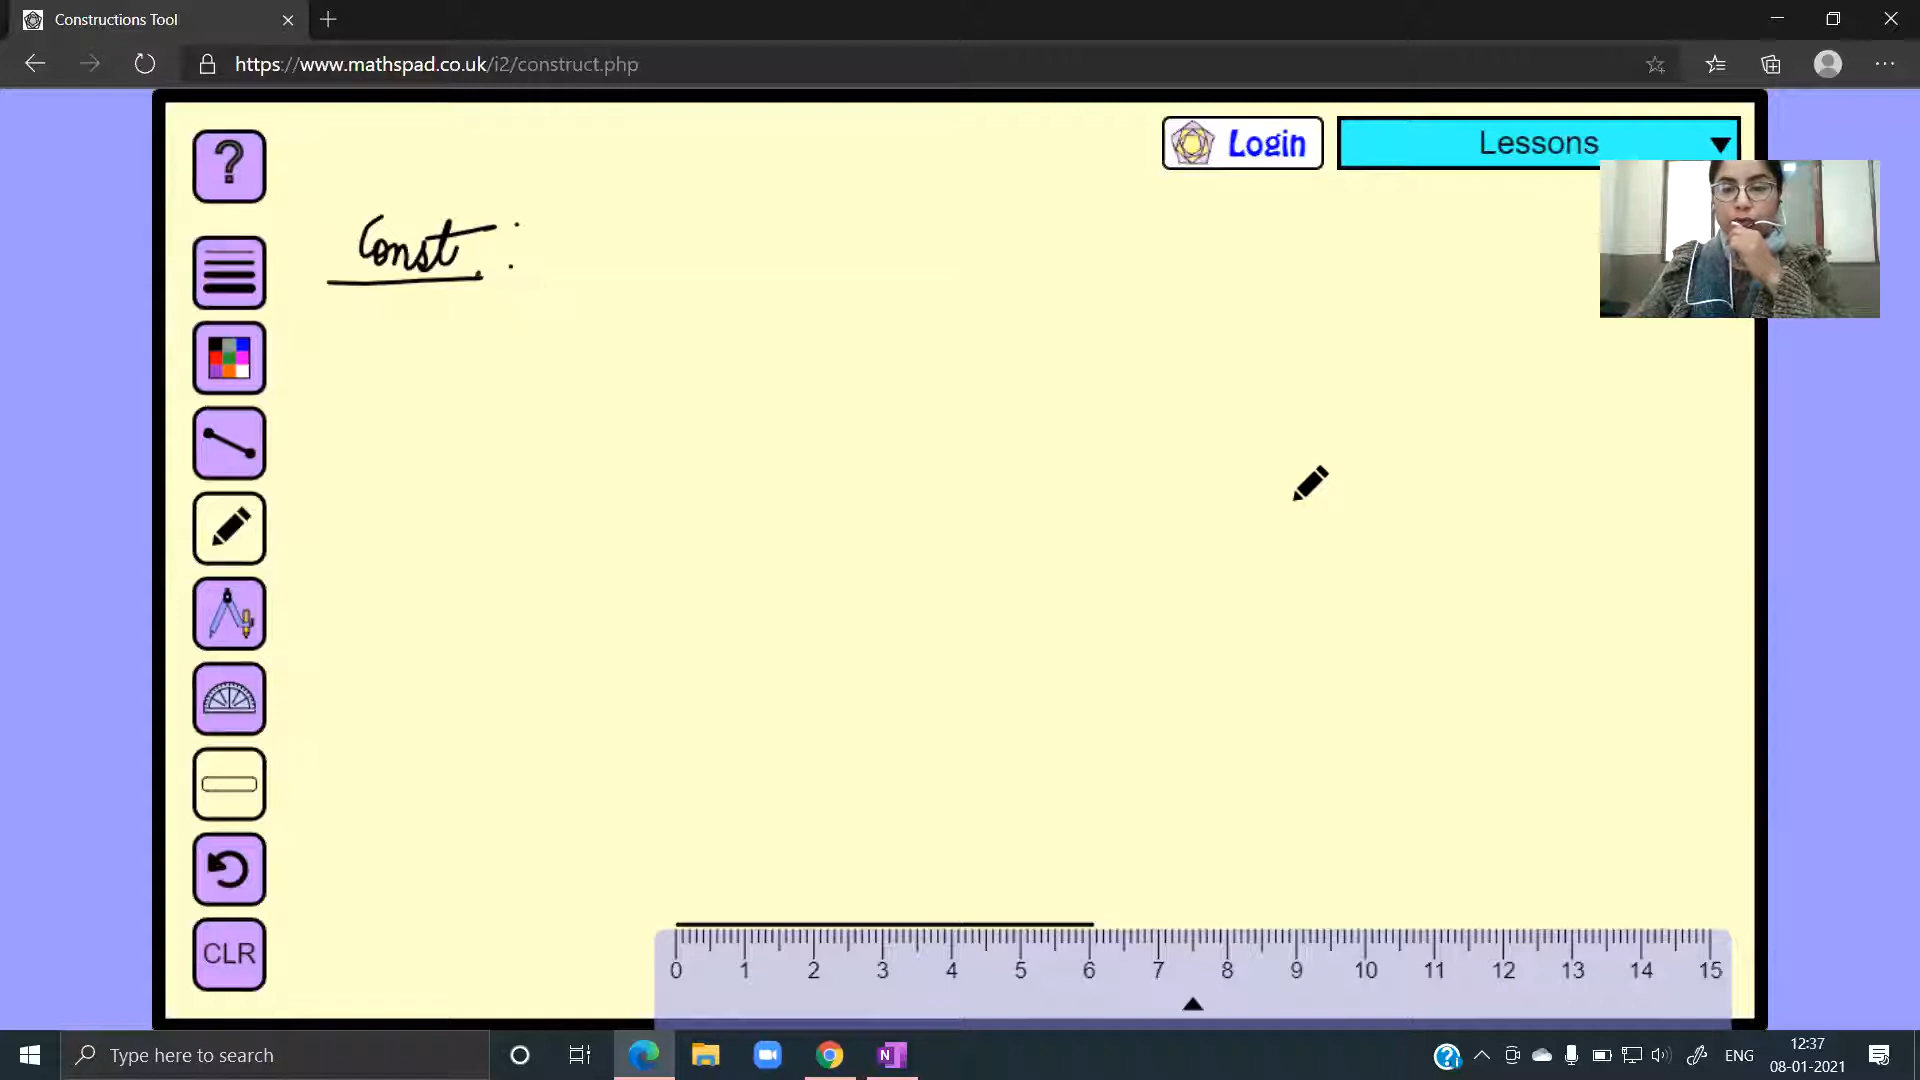 Constructions Tool
https://www.mathspad.co.uk/i2/construct.php
?
Login
Lessons
Const. :
CLR
0 1 2 3 4 5 6 7 8 9 10 11 12 13 14 15
Type here to search
N
ENG
12:37
08-01-2021